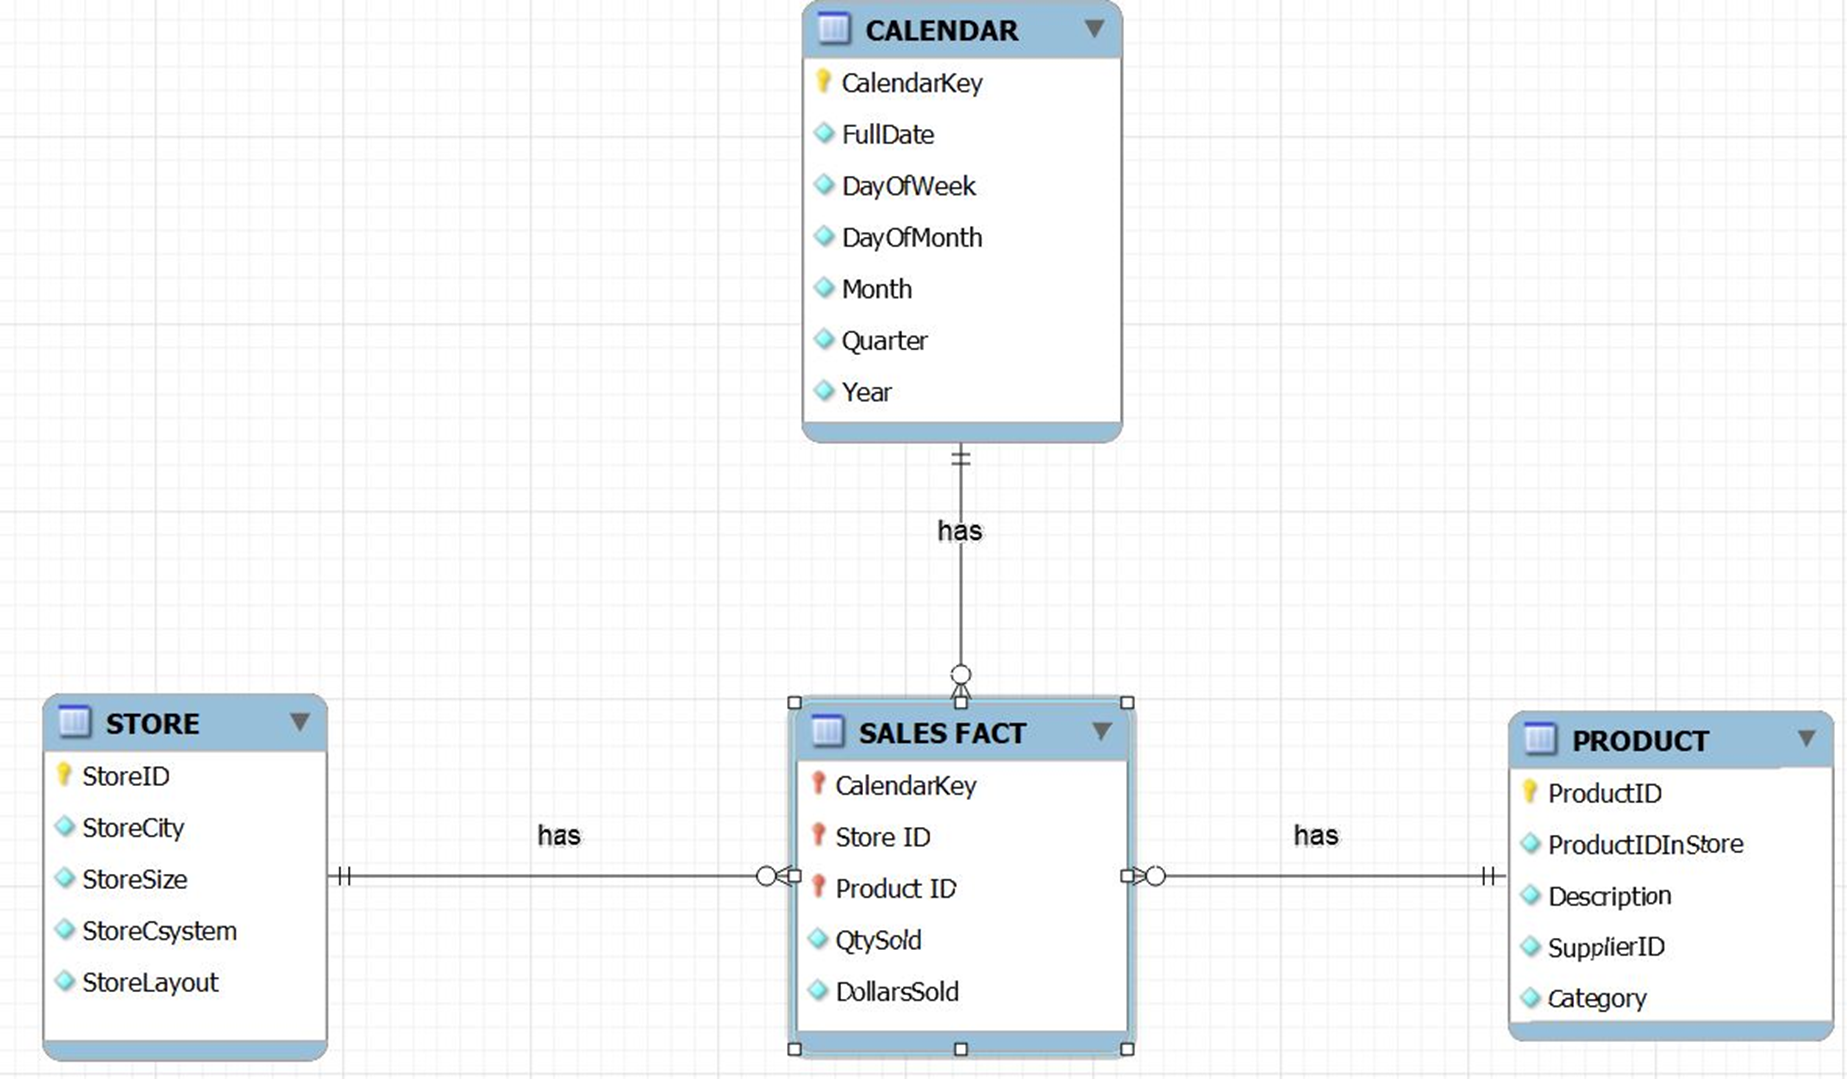 CALENDAR
CalendarKey
FullDate
DayOfWeek
DayOfMonth
Month
Quarter
Year
has
STORE
StoreID
StoreCity
StoreSize
StoreCsystem
StoreLayout
has
SALES FACT
CalendarKey
Store ID
Product ID
QtySold
DollarsSold
has
PRODUCT
ProductID
ProductIDInStore
Description
SupplierID
Category